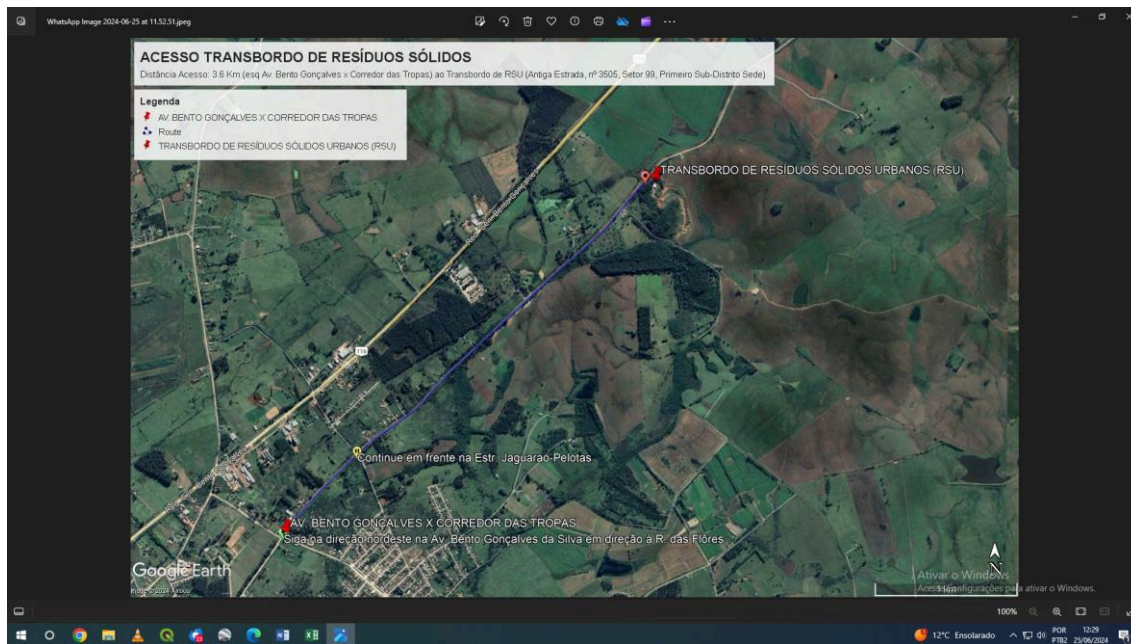 WhatsApp Image 2024-06-25 at 11.52.51.jpeg
ACESSO TRANSBORDO DE RESÍDUOS SÓLIDOS
Distância Acesso: 3.6 Km (esq Av. Bento Gonçalves x Corredor das Tropas) ao Transbordo de RSU (Antiga Estrada, nº 3505, Setor 99, Primeiro Sub-Distrito Sede)
Legenda
AV. BENTO GONÇALVES X CORREDOR DAS TROPAS
Route
TRANSBORDO DE RESÍDUOS SÓLIDOS URBANOS (RSU)
TRANSBORDO DE RESÍDUOS SÓLIDOS URBANOS (RSU)
116
Continue em frente na Estr. Jaguarao-Pelotas
AV. BENTO GONÇALVES X CORREDOR DAS TROPAS
Siga na direção nordeste na Av. Bento Gonçalves da Silva em direção à R. das Flores
Google Earth
N
Ativar o Windows
Acesse Configurações para ativar o Windows.
100%
12°C Ensolarado
POR
PTB2
12:29
25/06/2024